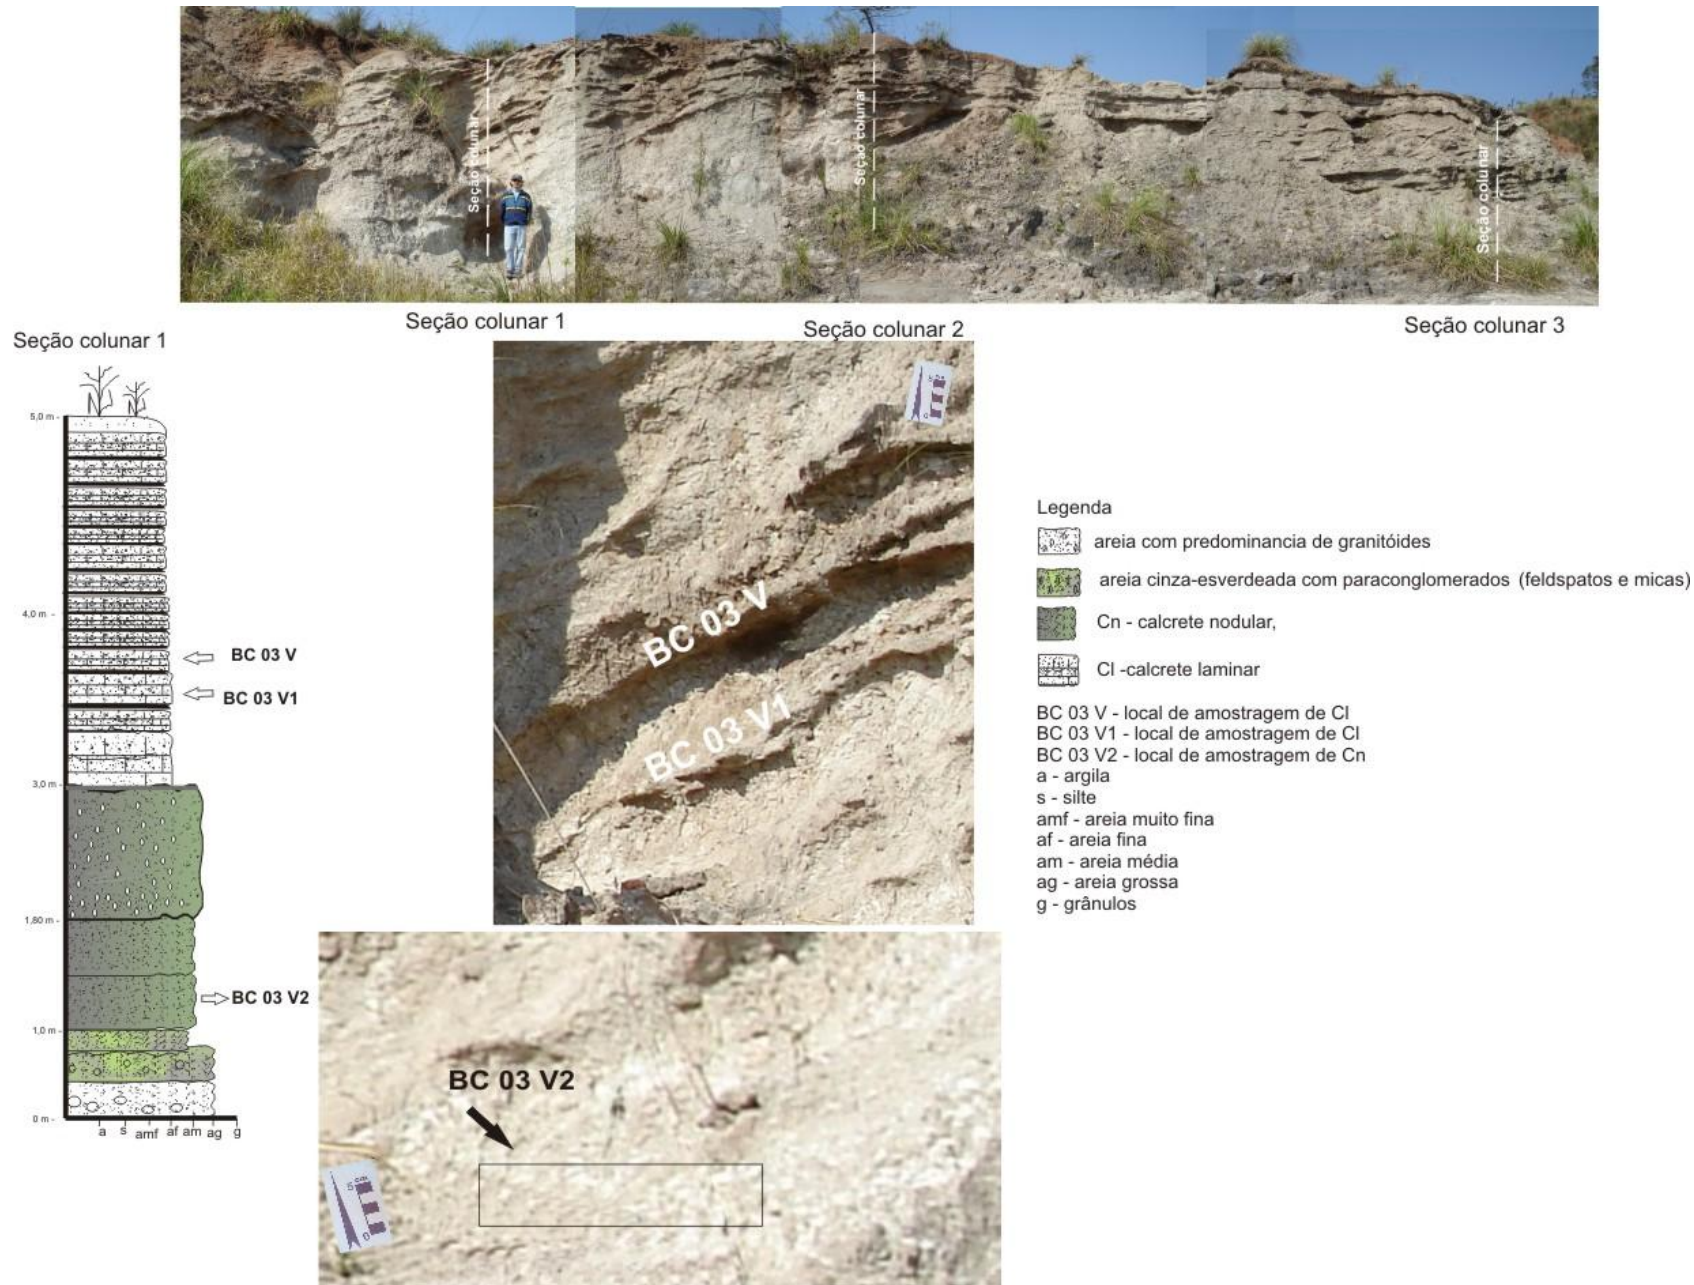 Seção colunar
Seção colunar
Seção colunar
Seção colunar 1
Seção colunar 2
Seção colunar 3
Seção colunar 1
5,0 m -
4,0 m -
BC 03 V
BC 03 V1
3,0 m -
1,80 m -
BC 03 V2
1,0 m -
0 m -
a s amf af am ag g
BC 03 V
BC 03 V1
BC 03 V2
5 cm
0
Legenda
areia com predominancia de granitóides
areia cinza-esverdeada com paraconglomerados (feldspatos e micas)
Cn - calcrete nodular,
Cl -calcrete laminar
BC 03 V - local de amostragem de Cl
BC 03 V1 - local de amostragem de Cl
BC 03 V2 - local de amostragem de Cn
a - argila
s - silte
amf - areia muito fina
af - areia fina
am - areia média
ag - areia grossa
g - grânulos